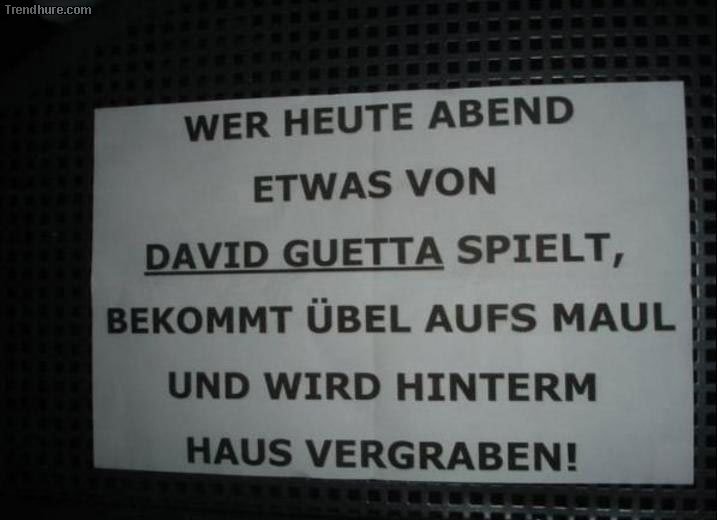 Trendhure.com
WER HEUTE ABEND
ETWAS VON
DAVID GUETTA SPIELT,
BEKOMMT ÜBEL AUFS MAUL
UND WIRD HINTERM
HAUS VERGRABEN!